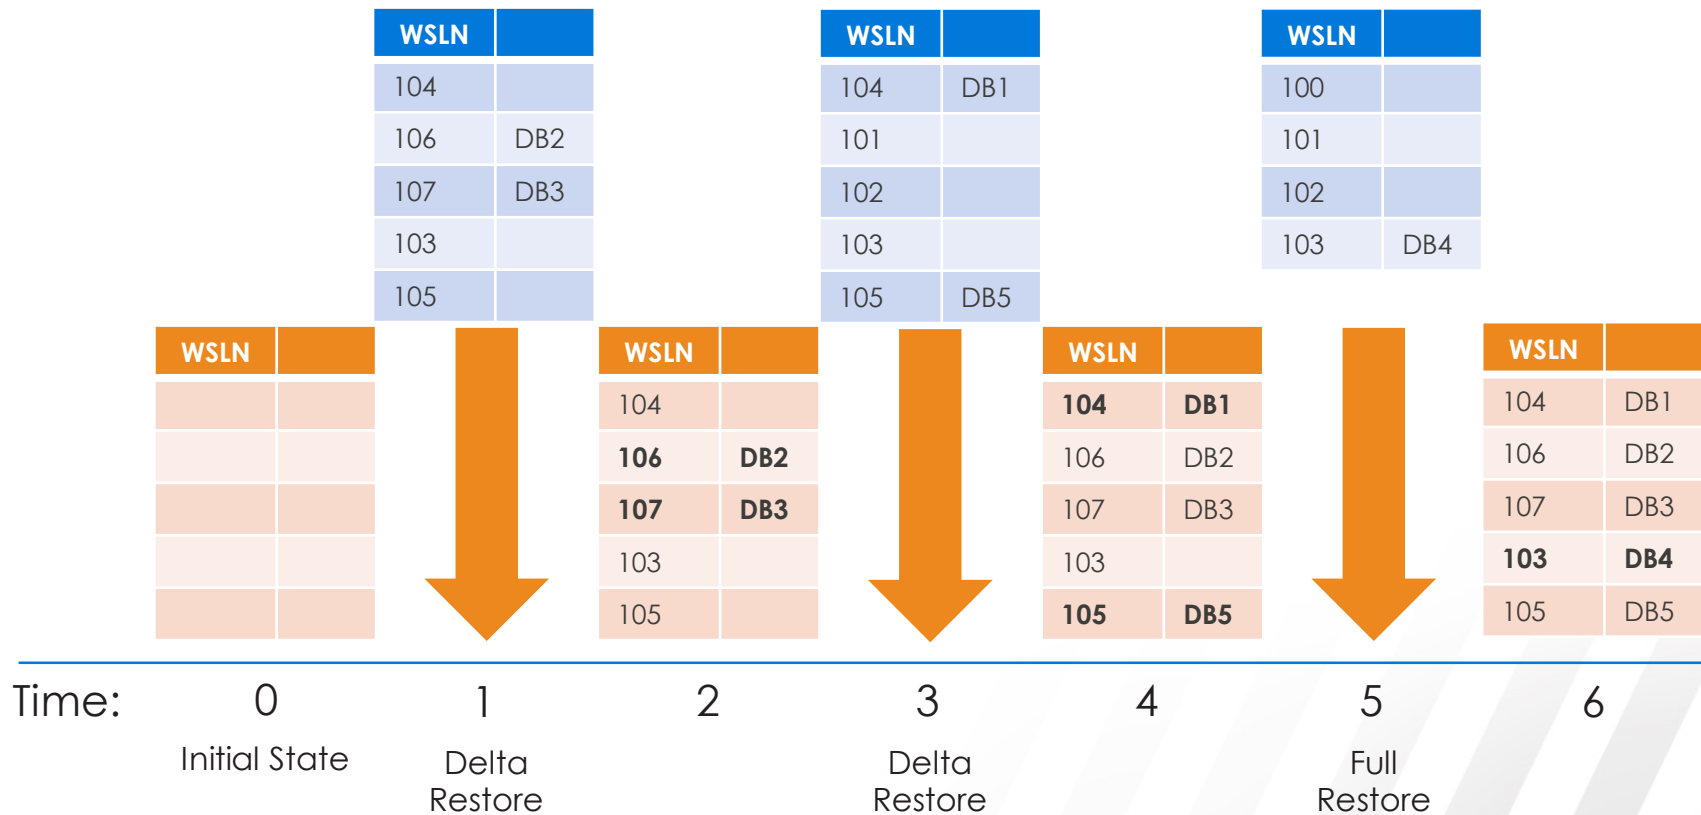 WSLN
104
106 DB2
107 DB3
103
105
WSLN
104 DB1
101
102
103
105 DB5
WSLN
100
101
102
103 DB4
WSLN
WSLN
104
106 DB2
107 DB3
103
105
WSLN
104 DB1
106 DB2
107 DB3
103
105 DB5
WSLN
104 DB1
106 DB2
107 DB3
103 DB4
105 DB5
Time: 0 1 2 3 4 5 6
Initial State
Delta
Restore
Delta
Restore
Full
Restore